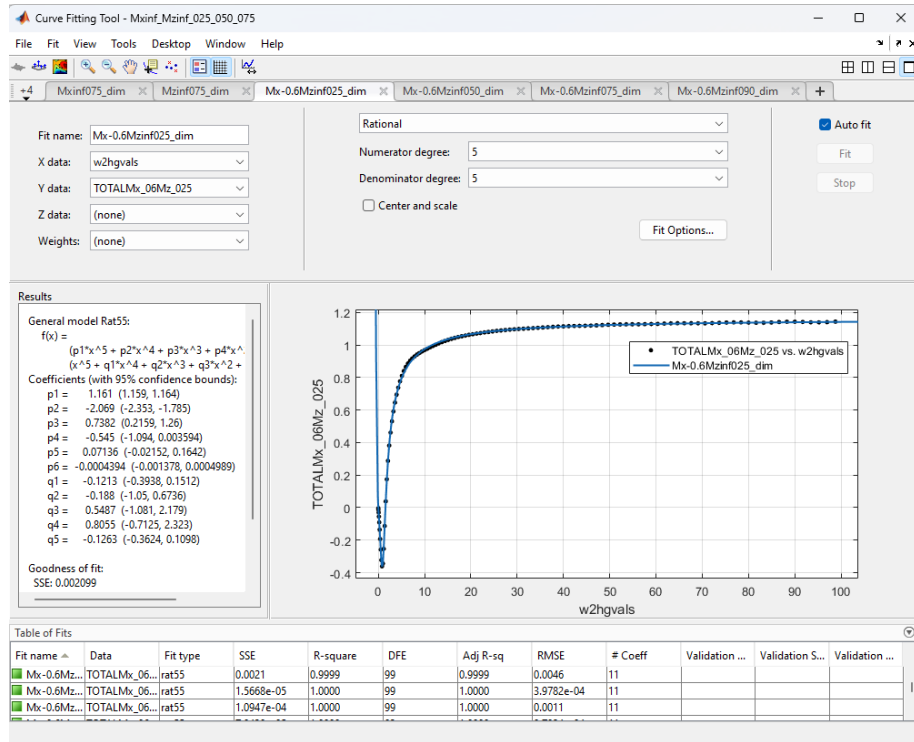 Curve Fitting Tool - Mxinf_Mzinf_025_050_075
File Fit View Tools Desktop Window Help
+4 Mxinf075_dim Mzinf075_dim Mx-0.6Mzinf025_dim Mx-0.6Mzinf050_dim Mx-0.6Mzinf075_dim Mx-0.6Mzinf090_dim
Fit name: Mx-0.6Mzinf025_dim
X data: w2hgvals
Y data: TOTALMx_06Mz_025
Z data: (none)
Weights: (none)
Rational
Numerator degree: 5
Denominator degree: 5
Center and scale
Fit Options...
Auto fit
Fit
Stop
Results
General model Rat55:
f(x) =
(p1*x^5 + p2*x^4 + p3*x^3 + p4*x^
(x^5 + q1*x^4 + q2*x^3 + q3*x^2 +
Coefficients (with 95% confidence bounds):
p1 = 1.161 (1.159, 1.164)
p2 = -2.069 (-2.353, -1.785)
p3 = 0.7382 (0.2159, 1.26)
p4 = -0.545 (-1.094, 0.003594)
p5 = 0.07136 (-0.02152, 0.1642)
p6 = -0.0004394 (-0.001378, 0.0004989)
q1 = -0.1213 (-0.3938, 0.1512)
q2 = -0.188 (-1.05, 0.6736)
q3 = 0.5487 (-1.081, 2.179)
q4 = 0.8055 (-0.7125, 2.323)
q5 = -0.1263 (-0.3624, 0.1098)
Goodness of fit:
SSE: 0.002099
TOTALMx_06Mz_025
1.2
1
0.8
0.6
0.4
0.2
0
-0.2
-0.4
TOTALMx_06Mz_025 vs. w2hgvals
Mx-0.6Mzinf025_dim
0 10 20 30 40 50 60 70 80 90 100
w2hgvals
Table of Fits
Fit name Data Fit type SSE R-square DFE Adj R-sq RMSE # Coeff Validation ... Validation S... Validation ...
Mx-0.6Mz... TOTALMx_06... rat55 0.0021 0.9999 99 0.9999 0.0046 11
Mx-0.6Mz... TOTALMx_06... rat55 1.5668e-05 1.0000 99 1.0000 3.9782e-04 11
Mx-0.6Mz... TOTALMx_06... rat55 1.0947e-04 1.0000 99 1.0000 0.0011 11